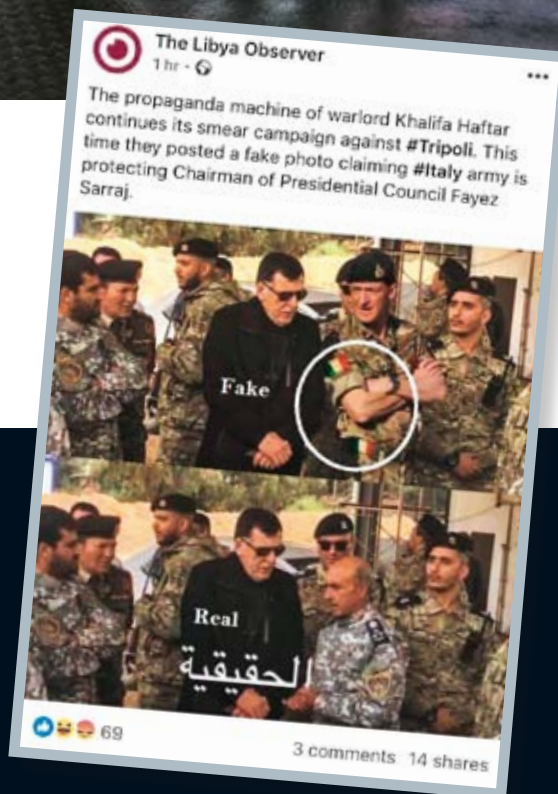 The Libya Observer
1 hr ·
The propaganda machine of warlord Khalifa Haftar
continues its smear campaign against #Tripoli. This
time they posted a fake photo claiming #Italy army is
protecting Chairman of Presidential Council Fayez
Sarraj.
Fake
Real
الحقيقية
69
3 comments 14 shares